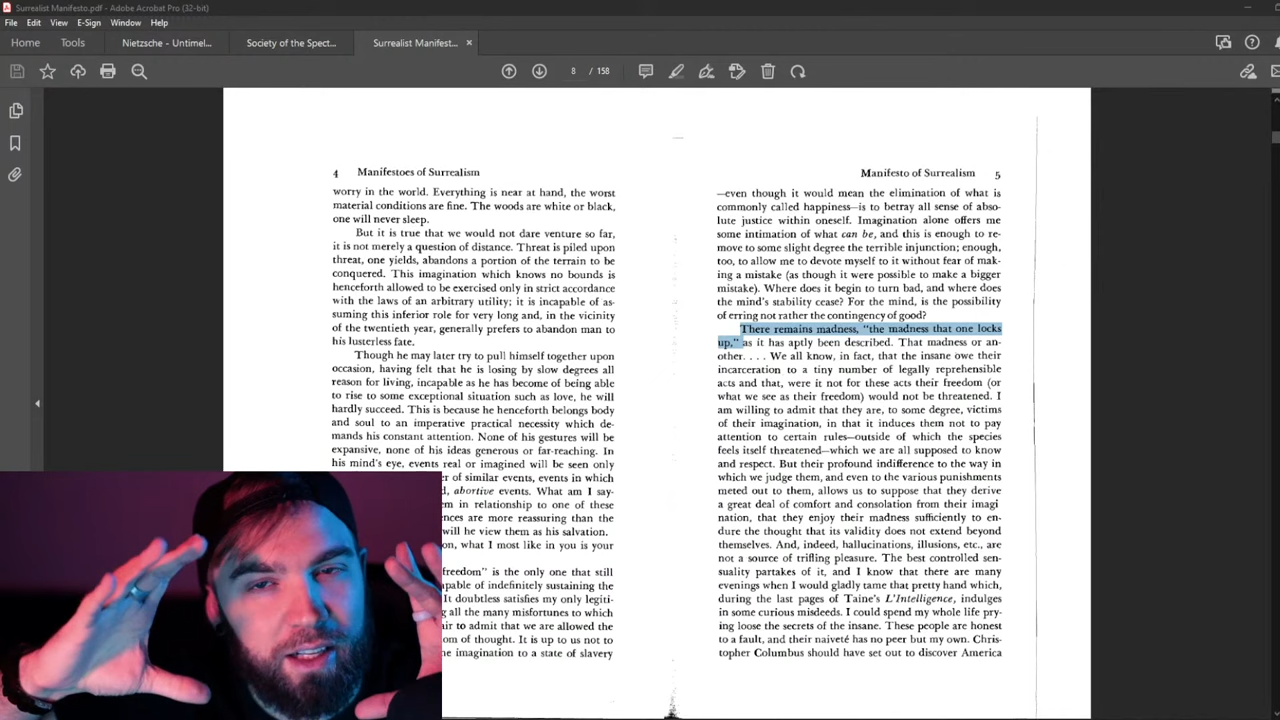 Surrealist Manifesto.pdf - Adobe Acrobat Pro (32-bit)
File Edit View E-Sign Window Help
Home Tools Nietzsche - Untimel... Society of the Spect... Surrealist Manifest... ×
8 / 158
4 Manifestoes of Surrealism
worry in the world. Everything is near at hand, the worst
material conditions are fine. The woods are white or black,
one will never sleep.
But it is true that we would not dare venture so far,
it is not merely a question of distance. Threat is piled upon
threat, one yields, abandons a portion of the terrain to be
conquered. This imagination which knows no bounds is
henceforth allowed to be exercised only in strict accordance
with the laws of an arbitrary utility; it is incapable of as-
suming this inferior role for very long and, in the vicinity
of the twentieth year, generally prefers to abandon man to
his lusterless fate.
Though he may later try to pull himself together upon
occasion, having felt that he is losing by slow degrees all
reason for living, incapable as he has become of being able
to rise to some exceptional situation such as love, he will
hardly succeed. This is because he henceforth belongs body
and soul to an imperative practical necessity which de-
mands his constant attention. None of his gestures will be
expansive, none of his ideas generous or far-reaching. In
his mind's eye, events real or imagined will be seen only
of similar events, events in which
abortive events. What am I say-
in relationship to one of these
are more reassuring than the
will he view them as his salvation.
what I most like in you is your
freedom" is the only one that still
of indefinitely sustaining the
It doubtless satisfies my only legiti-
all the many misfortunes to which
to admit that we are allowed the
of thought. It is up to us not to
imagination to a state of slavery
Manifesto of Surrealism 5
—even though it would mean the elimination of what is
commonly called happiness—is to betray all sense of abso-
lute justice within oneself. Imagination alone offers me
some intimation of what can be, and this is enough to re-
move to some slight degree the terrible injunction; enough,
too, to allow me to devote myself to it without fear of mak-
ing a mistake (as though it were possible to make a bigger
mistake). Where does it begin to turn bad, and where does
the mind's stability cease? For the mind, is the possibility
of erring not rather the contingency of good?
There remains madness, "the madness that one locks
up," as it has aptly been described. That madness or an-
other. . . . We all know, in fact, that the insane owe their
incarceration to a tiny number of legally reprehensible
acts and that, were it not for these acts their freedom (or
what we see as their freedom) would not be threatened. I
am willing to admit that they are, to some degree, victims
of their imagination, in that it induces them not to pay
attention to certain rules—outside of which the species
feels itself threatened—which we are all supposed to know
and respect. But their profound indifference to the way in
which we judge them, and even to the various punishments
meted out to them, allows us to suppose that they derive
a great deal of comfort and consolation from their imagi
nation, that they enjoy their madness sufficiently to en-
dure the thought that its validity does not extend beyond
themselves. And, indeed, hallucinations, illusions, etc., are
not a source of trifling pleasure. The best controlled sen-
suality partakes of it, and I know that there are many
evenings when I would gladly tame that pretty hand which,
during the last pages of Taine's L'Intelligence, indulges
in some curious misdeeds. I could spend my whole life pry-
ing loose the secrets of the insane. These people are honest
to a fault, and their naiveté has no peer but my own. Chris-
topher Columbus should have set out to discover America